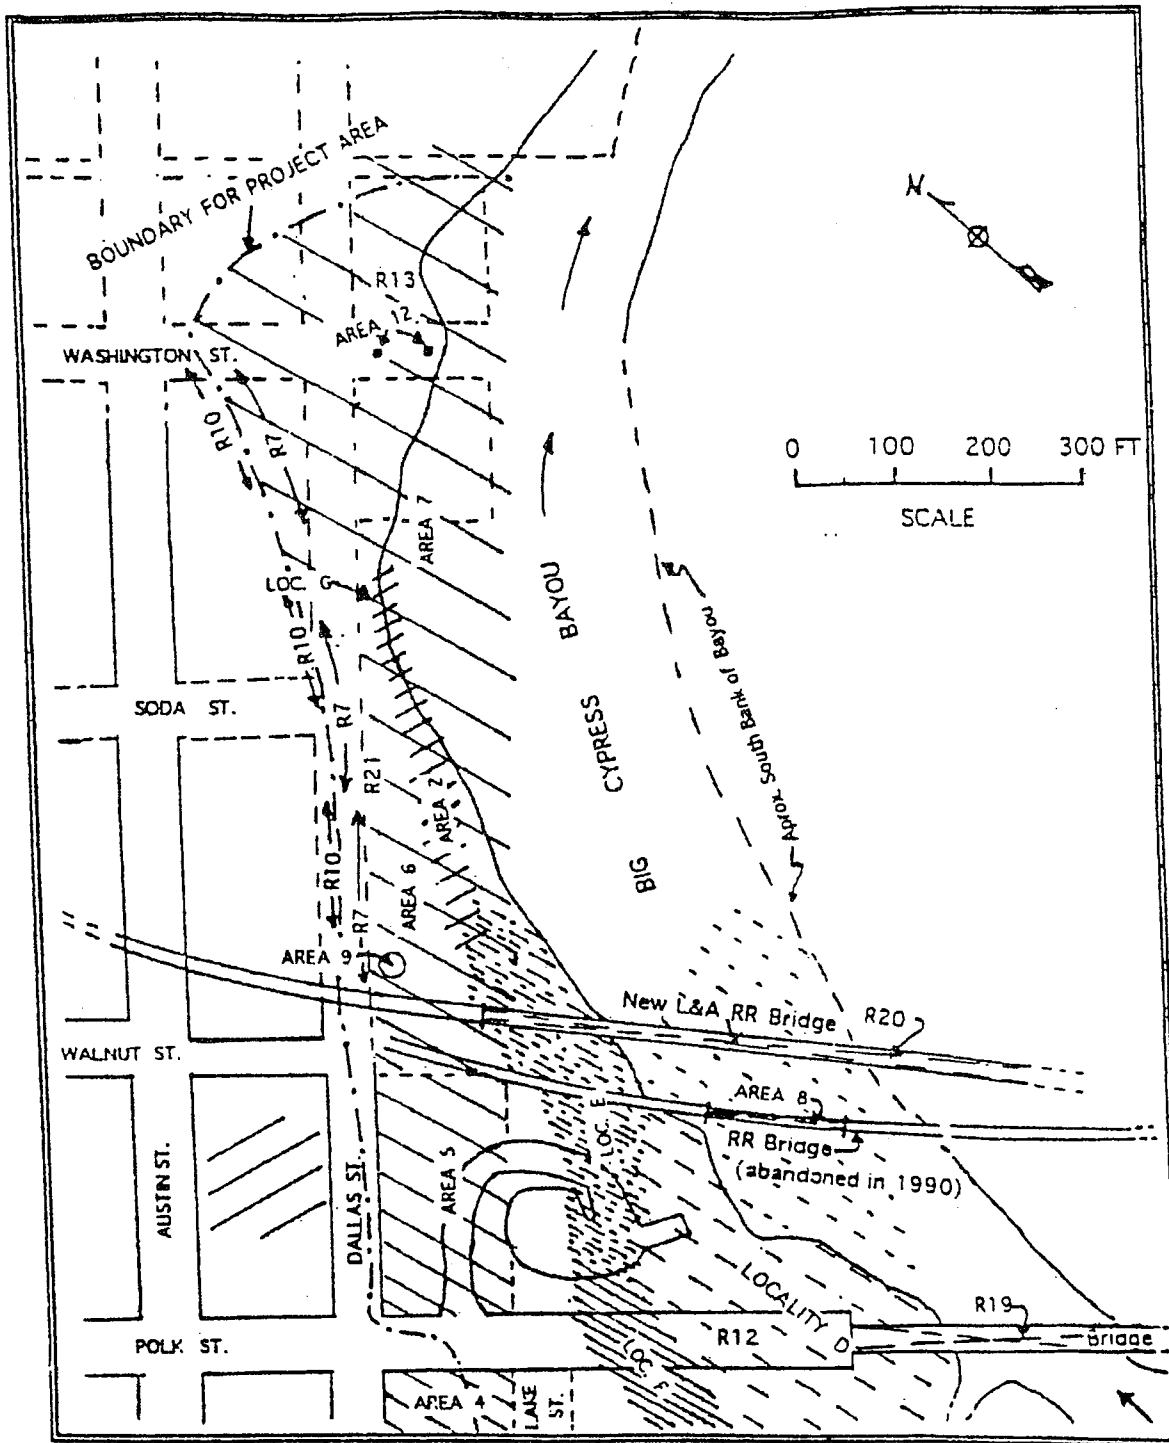 BOUNDARY FOR PROJECT AREA
N
R13
AREA 12
WASHINGTON ST.
R10
R7
0 100 200 300 FT
SCALE
AREA 7
LOC. G
BAYOU
CYPRESS
BIG
Aprox. South Bank of Bayou
R10
R7
SODA ST.
R21
AREA 2
R10
AREA 6
R7
AREA 9
New L&A RR Bridge
R20
WALNUT ST.
AREA 8
RR Bridge
(abandoned in 1990)
LOC. E
AREA 5
AUSTIN ST.
DALLAS ST.
LOCALITY D
R19
Bridge
R12
POLK ST.
LOC. F
AREA 4
LAKE ST.